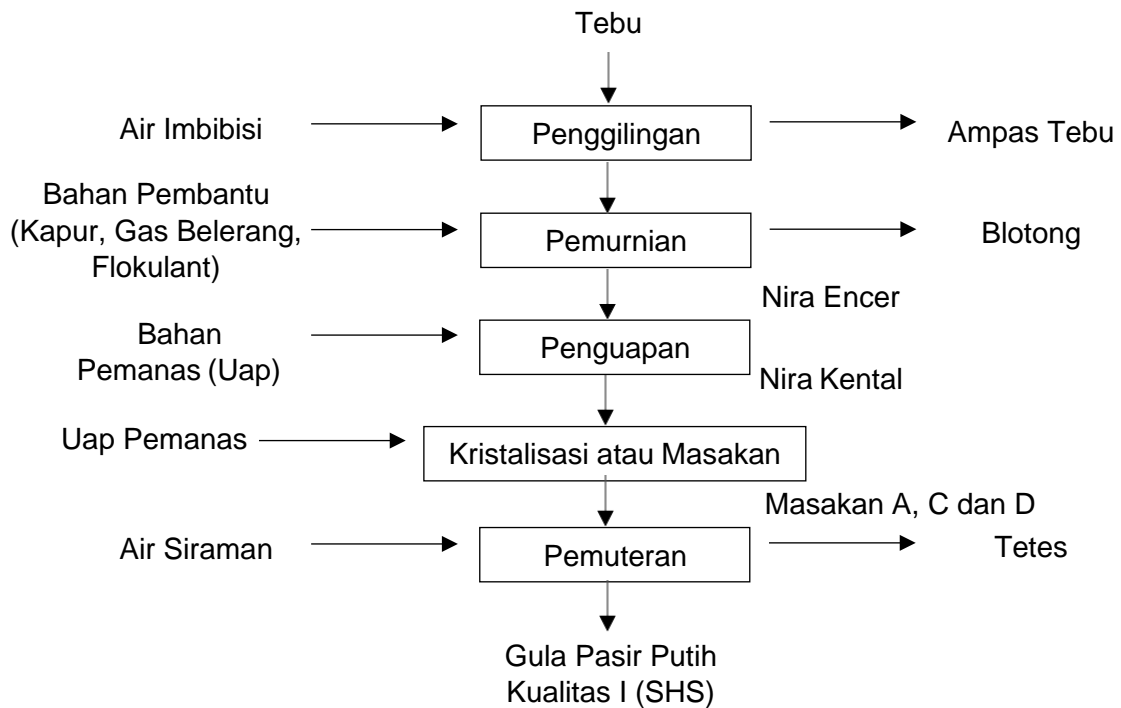 Tebu
Air Imbibisi
Penggilingan
Ampas Tebu
Bahan Pembantu
(Kapur, Gas Belerang,
Flokulant)
Pemurnian
Blotong
Nira Encer
Bahan
Pemanas (Uap)
Penguapan
Nira Kental
Uap Pemanas
Kristalisasi atau Masakan
Masakan A, C dan D
Air Siraman
Pemuteran
Tetes
Gula Pasir Putih
Kualitas I (SHS)